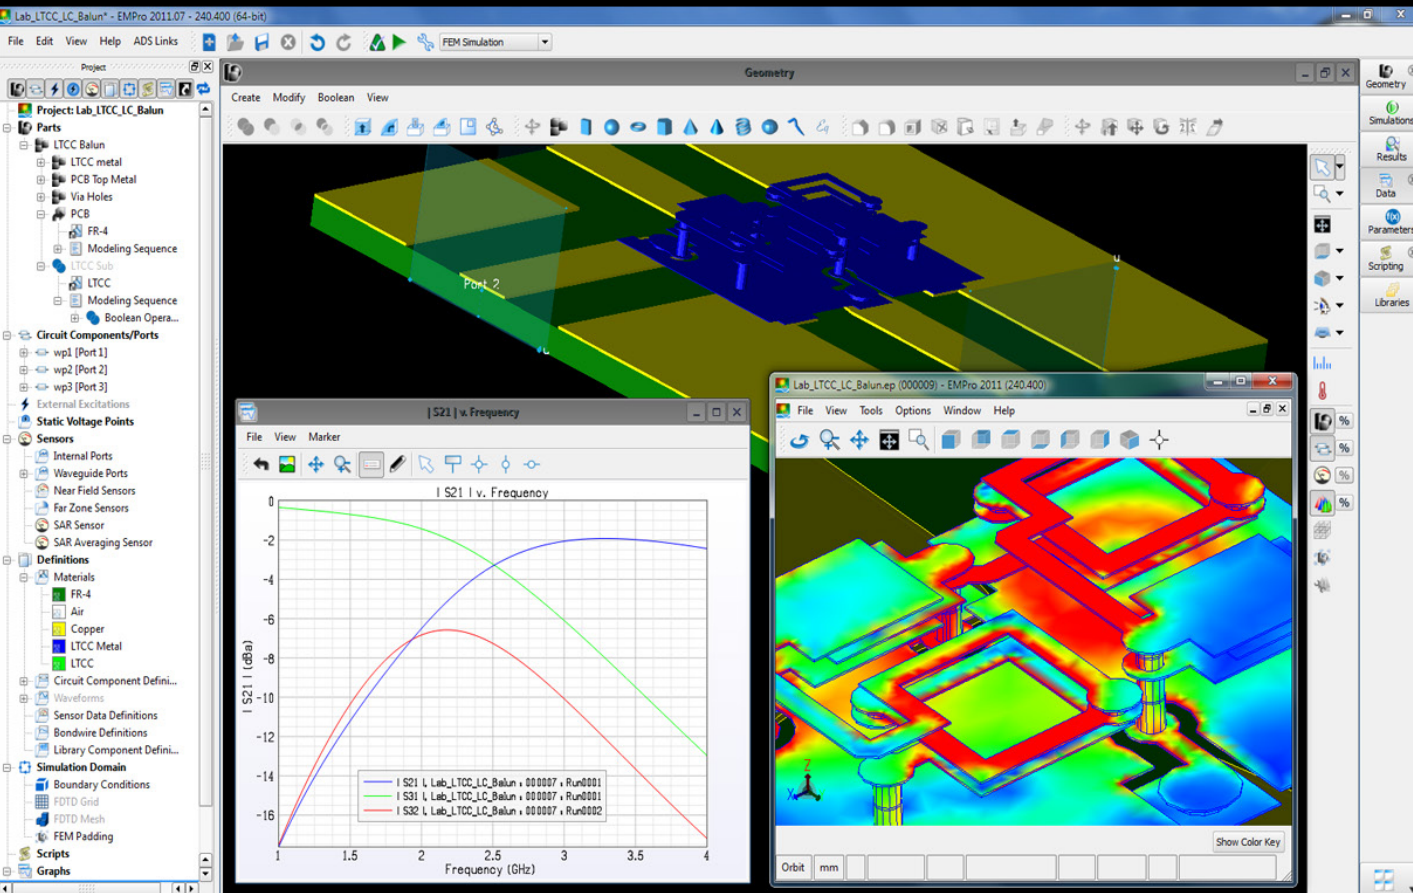 Lab_LTCC_LC_Balun* - EMPro 2011.07 - 240.400 (64-bit)
File Edit View Help ADS Links
FEM Simulation
Project
Project: Lab_LTCC_LC_Balun
Parts
LTCC Balun
LTCC metal
PCB Top Metal
Via Holes
PCB
FR-4
Modeling Sequence
LTCC Sub
LTCC
Modeling Sequence
Boolean Opera...
Circuit Components/Ports
wp1 [Port 1]
wp2 [Port 2]
wp3 [Port 3]
External Excitations
Static Voltage Points
Sensors
Internal Ports
Waveguide Ports
Near Field Sensors
Far Zone Sensors
SAR Sensor
SAR Averaging Sensor
Definitions
Materials
FR-4
Air
Copper
LTCC Metal
LTCC
Circuit Component Defini...
Waveforms
Sensor Data Definitions
Bondwire Definitions
Library Component Defini...
Simulation Domain
Boundary Conditions
FDTD Grid
FDTD Mesh
FEM Padding
Scripts
Graphs
Geometry
Create Modify Boolean View
Port 2
u
Geometry
Simulations
Results
Data
f(x)
Parameters
Scripting
Libraries
%
%
%
%
| S21 | v. Frequency
File View Marker
| S21 | v. Frequency
| S21 | (dBa)
0
-2
-4
-6
-8
-10
-12
-14
-16
| S21 |, Lab_LTCC_LC_Balun : 000007 : Run0001
| S31 |, Lab_LTCC_LC_Balun : 000007 : Run0001
| S32 |, Lab_LTCC_LC_Balun : 000007 : Run0002
1 1.5 2 2.5 3 3.5 4
Frequency (GHz)
Lab_LTCC_LC_Balun.ep (000009) - EMPro 2011 (240.400)
File View Tools Options Window Help
Z
X
Show Color Key
Orbit mm